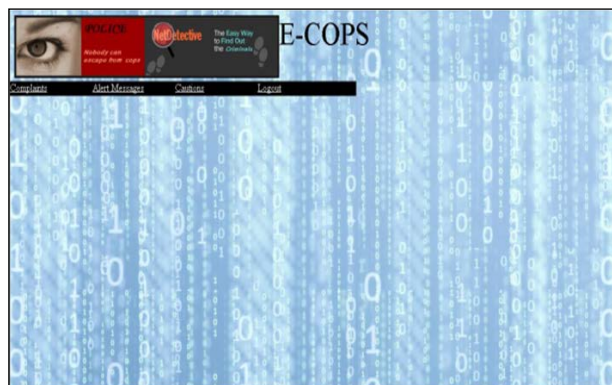 POLICE
Nobody can
escape from cops
NetDetective
The Easy Way
to Find Out
the Criminals
E-COPS
Complaints Alert Messages Cautions Logout